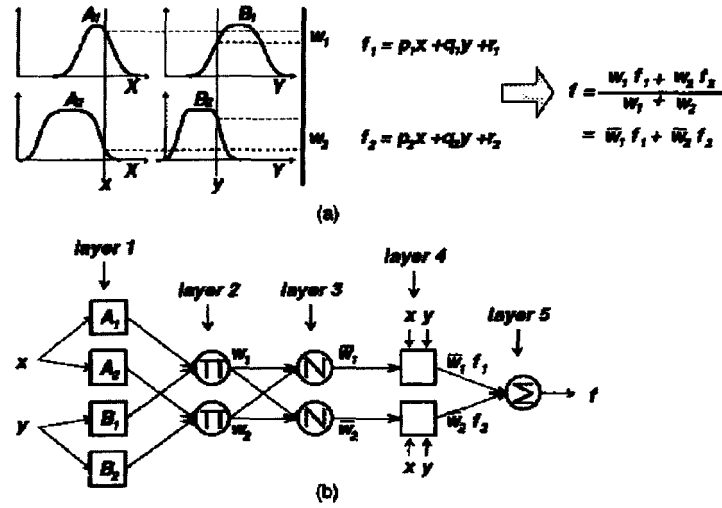 A₁ B₁
w₁
X Y
f₁ = p₁x + q₁y + r₁
A₂ B₂
w₂
X Y
x y
f₂ = p₂x + q₂y + r₂
f = w₁ f₁ + w₂ f₂ / w₁ + w₂
= w̅₁ f₁ + w̅₂ f₂
(a)
layer 1
layer 2 layer 3
layer 4
layer 5
x y
A₁
x A₂
y B₁
B₂
Π w₁ N w̅₁ w̅₁ f₁
Π w₂ N w̅₂ w̅₂ f₂
Σ f
x y
(b)